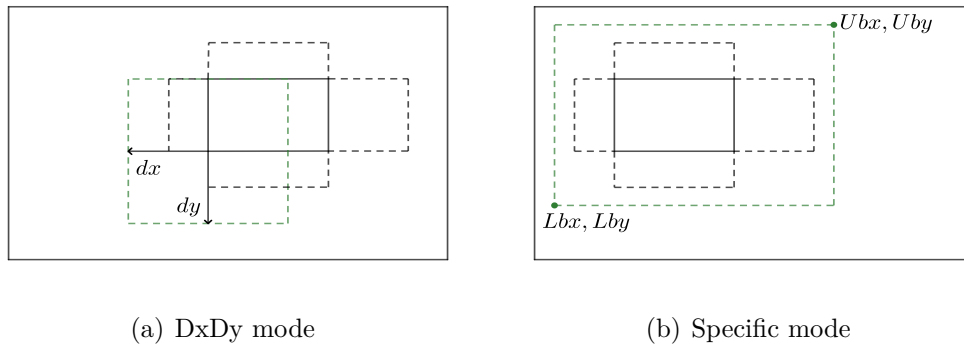 dx
dy
Ubx, Uby
Lbx, Lby
(a) DxDy mode
(b) Specific mode